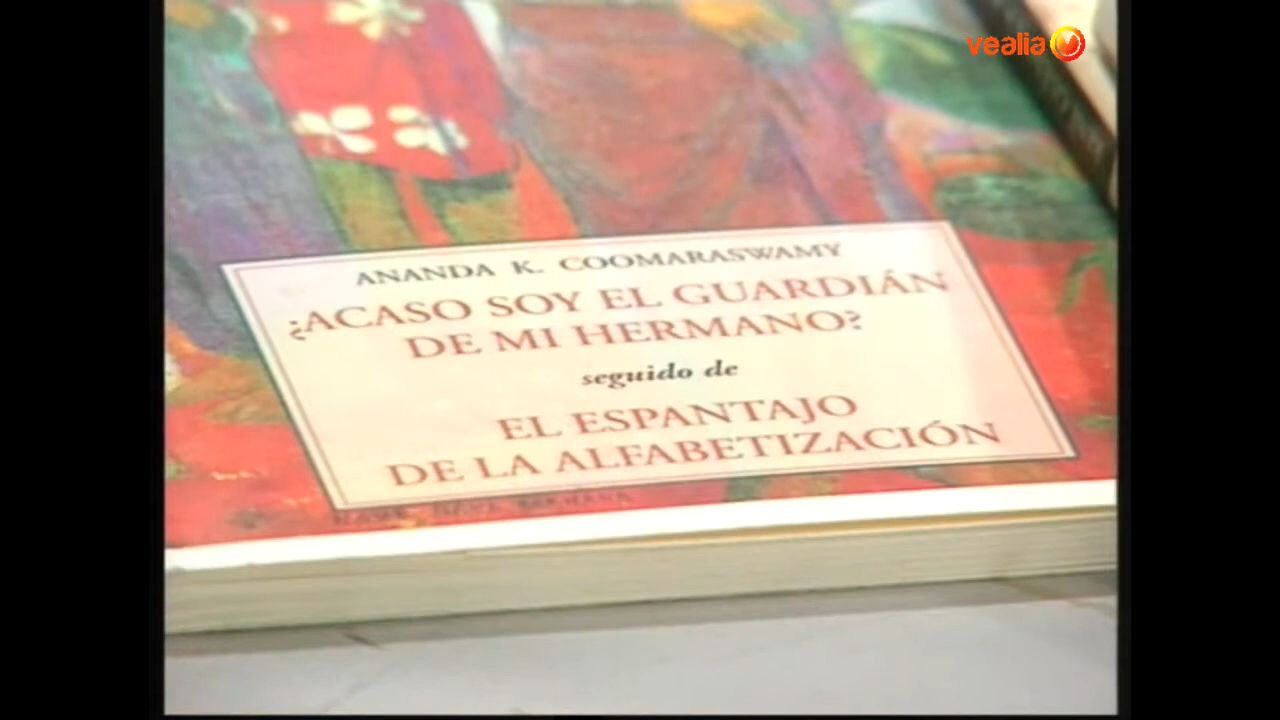 vealia
ANANDA K. COOMARASWAMY
¿ACASO SOY EL GUARDIÁN
DE MI HERMANO?
seguido de
EL ESPANTAJO
DE LA ALFABETIZACIÓN